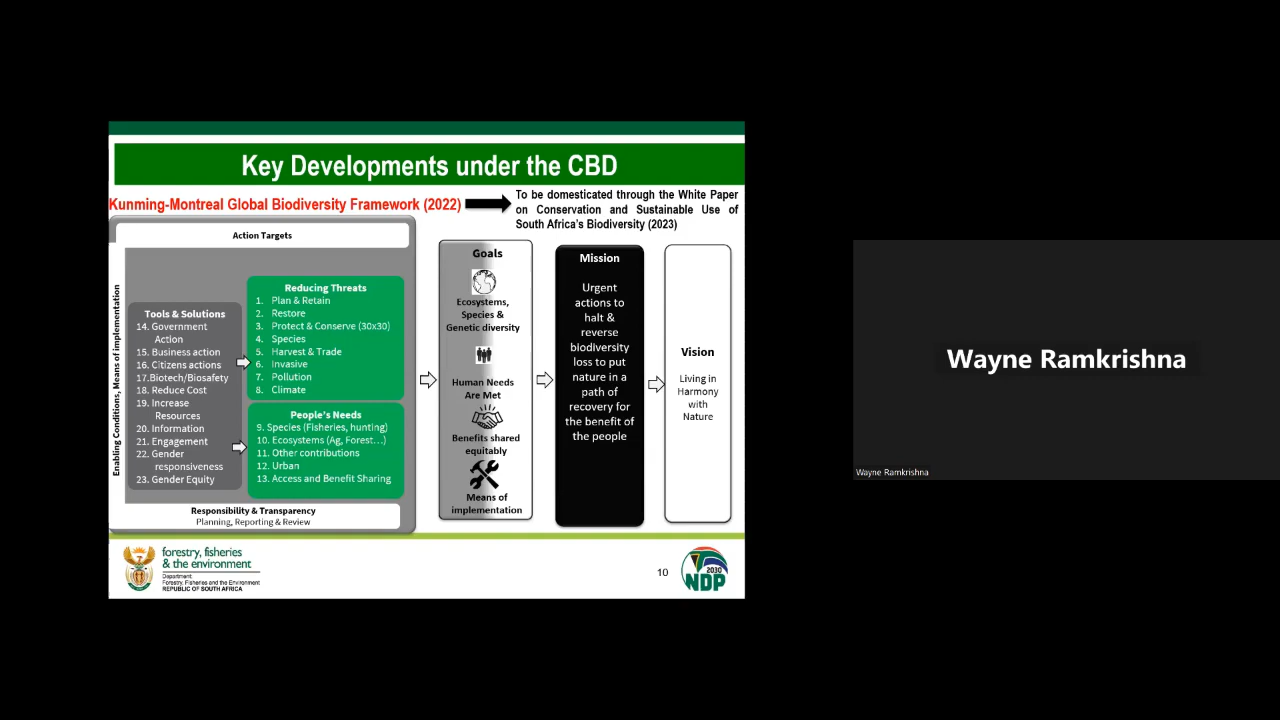 Key Developments under the CBD
Kunming-Montreal Global Biodiversity Framework (2022)
To be domesticated through the White Paper
on Conservation and Sustainable Use of
South Africa's Biodiversity (2023)
Action Targets
Enabling Conditions, Means of implementation
Tools & Solutions
14. Government
Action
15. Business action
16. Citizens actions
17.Biotech/Biosafety
18. Reduce Cost
19. Increase
Resources
20. Information
21. Engagement
22. Gender
responsiveness
23. Gender Equity
Reducing Threats
1. Plan & Retain
2. Restore
3. Protect & Conserve (30x30)
4. Species
5. Harvest & Trade
6. Invasive
7. Pollution
8. Climate
People's Needs
9. Species (Fisheries, hunting)
10. Ecosystems (Ag, Forest...)
11. Other contributions
12. Urban
13. Access and Benefit Sharing
Responsibility & Transparency
Planning, Reporting & Review
Goals
Ecosystems,
Species &
Genetic diversity
Human Needs
Are Met
Benefits shared
equitably
Means of
implementation
Mission
Urgent
actions to
halt &
reverse
biodiversity
loss to put
nature in a
path of
recovery for
the benefit of
the people
Vision
Living in
Harmony
with
Nature
forestry, fisheries
& the environment
Department:
Forestry, Fisheries and the Environment
REPUBLIC OF SOUTH AFRICA
10
2030
NDP
Wayne Ramkrishna
Wayne Ramkrishna